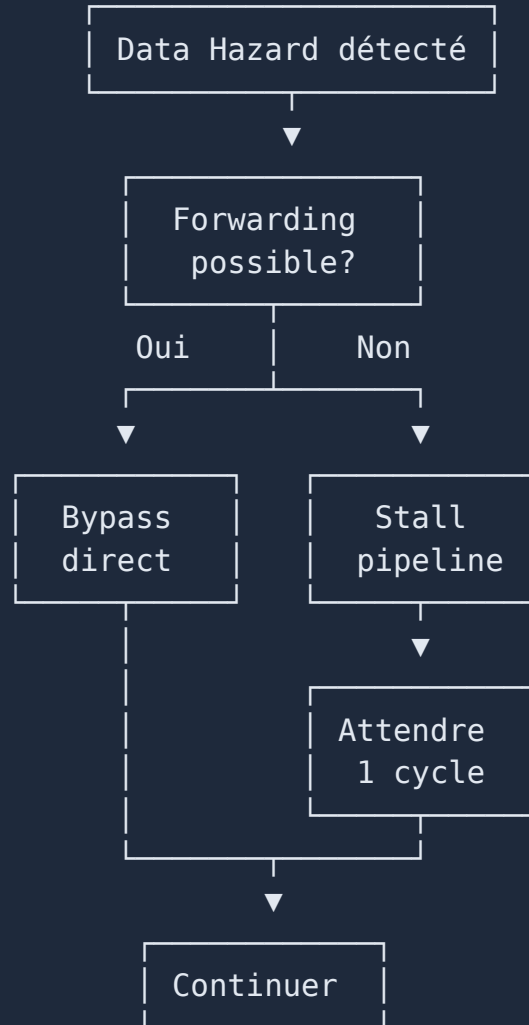 Data Hazard détecté
Forwarding
possible?
Oui Non
Bypass Stall
direct pipeline
Attendre
1 cycle
Continuer